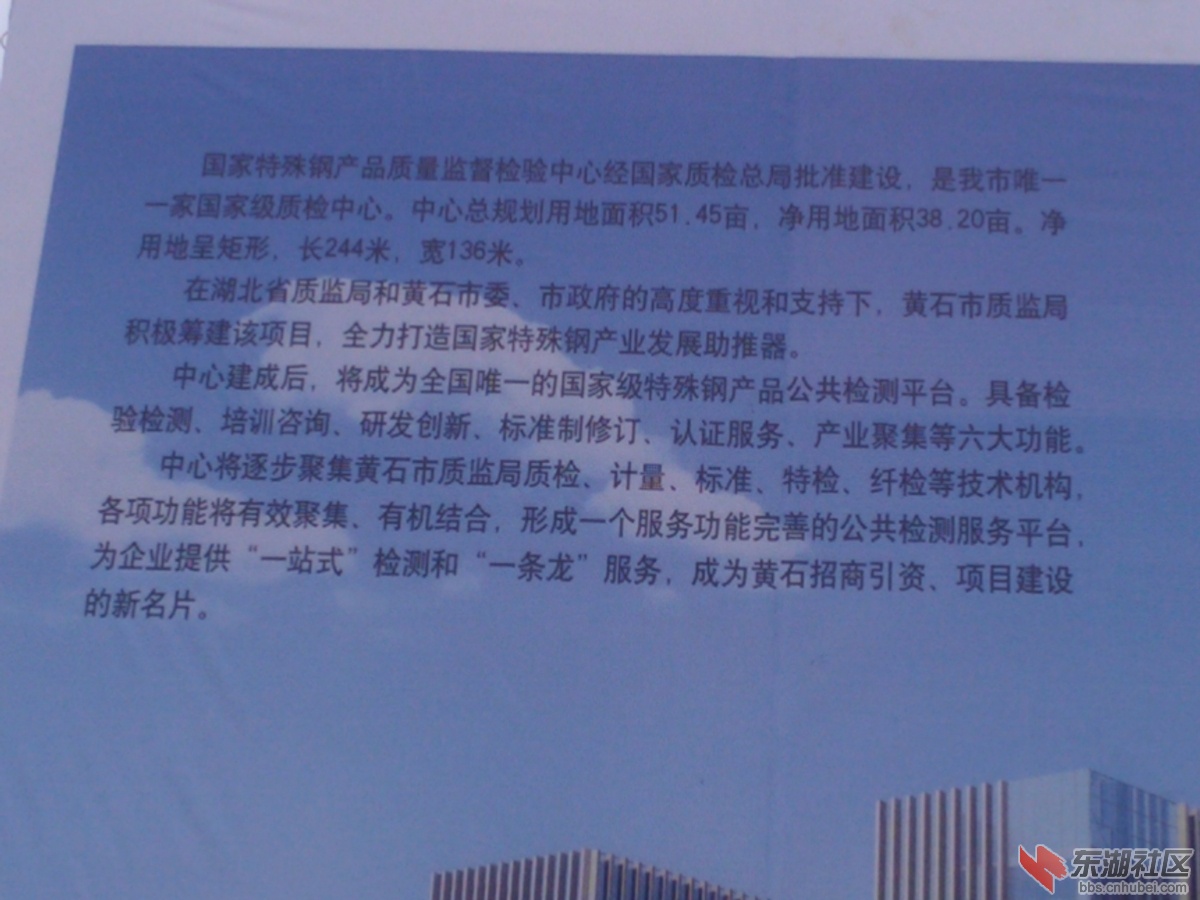 国家特殊钢产品质量监督检验中心经国家质检总局批准建设，是我市唯一
一家国家级质检中心。中心总规划用地面积51.45亩，净用地面积38.20亩。净
用地呈矩形，长244米，宽136米。
在湖北省质监局和黄石市委、市政府的高度重视和支持下，黄石市质监局
积极筹建该项目，全力打造国家特殊钢产业发展助推器。
中心建成后，将成为全国唯一的国家级特殊钢产品公共检测平台。具备检
验检测、培训咨询、研发创新、标准制修订、认证服务、产业聚集等六大功能。
中心将逐步聚集黄石市质监局质检、计量、标准、特检、纤检等技术机构，
各项功能将有效聚集、有机结合，形成一个服务功能完善的公共检测服务平台，
为企业提供“一站式”检测和“一条龙”服务，成为黄石招商引资、项目建设
的新名片。
东湖社区
bbs.cnhubei.com